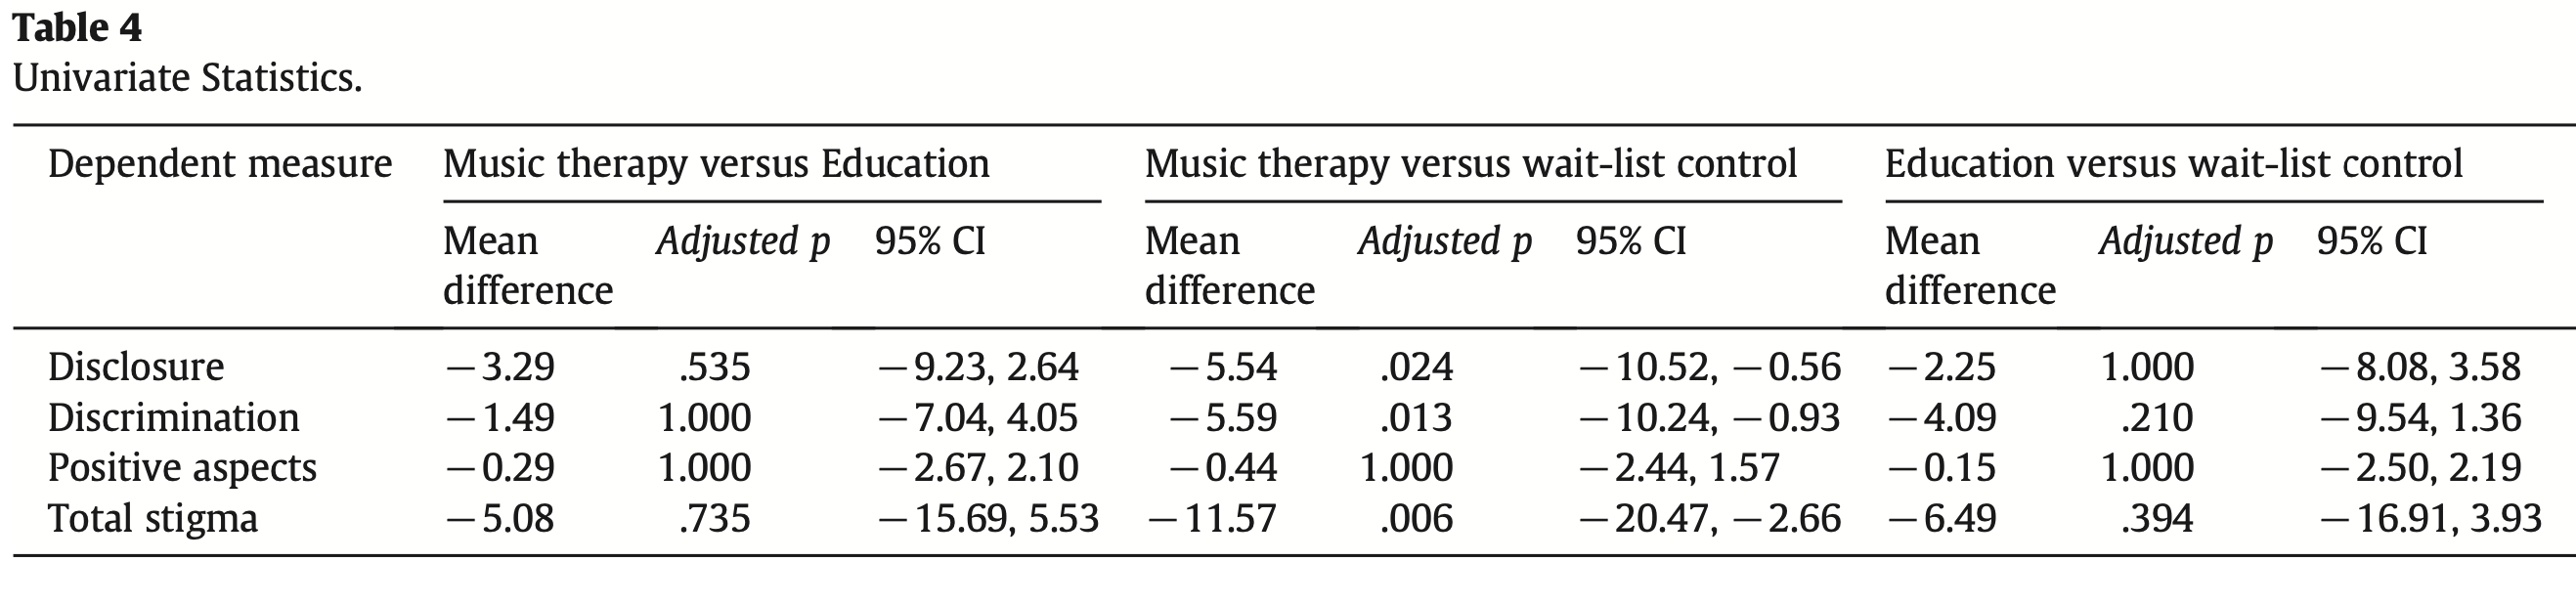 Table 4
Univariate Statistics.
Dependent measure Music therapy versus Education Music therapy versus wait-list control Education versus wait-list control
Mean difference Adjusted p 95% CI Mean difference Adjusted p 95% CI Mean difference Adjusted p 95% CI
Disclosure −3.29 .535 −9.23, 2.64 −5.54 .024 −10.52, −0.56 −2.25 1.000 −8.08, 3.58
Discrimination −1.49 1.000 −7.04, 4.05 −5.59 .013 −10.24, −0.93 −4.09 .210 −9.54, 1.36
Positive aspects −0.29 1.000 −2.67, 2.10 −0.44 1.000 −2.44, 1.57 −0.15 1.000 −2.50, 2.19
Total stigma −5.08 .735 −15.69, 5.53 −11.57 .006 −20.47, −2.66 −6.49 .394 −16.91, 3.93